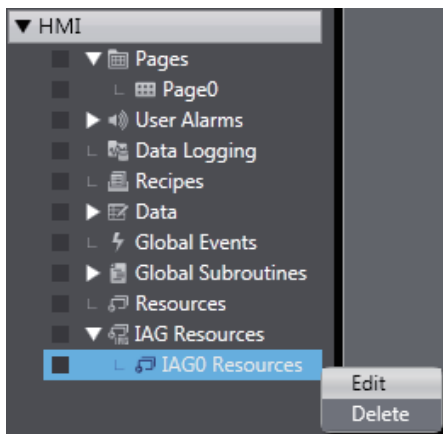 HMI
Pages
Page0
User Alarms
Data Logging
Recipes
Data
Global Events
Global Subroutines
Resources
IAG Resources
IAG0 Resources
Edit
Delete